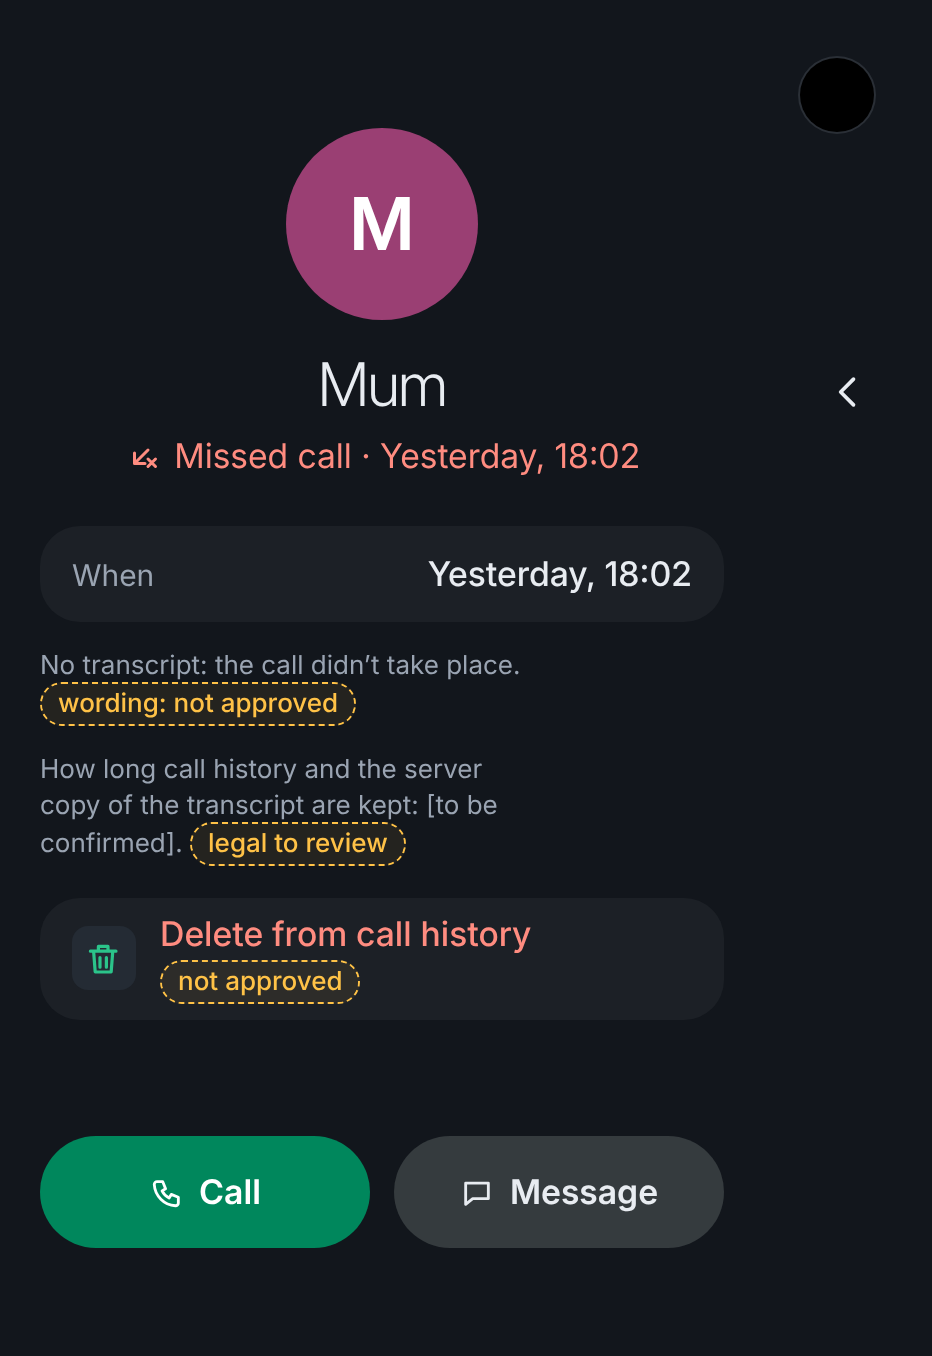 M
Mum
Missed call · Yesterday, 18:02
When Yesterday, 18:02
No transcript: the call didn’t take place.
wording: not approved
How long call history and the server
copy of the transcript are kept: [to be
confirmed]. legal to review
Delete from call history
not approved
Call Message